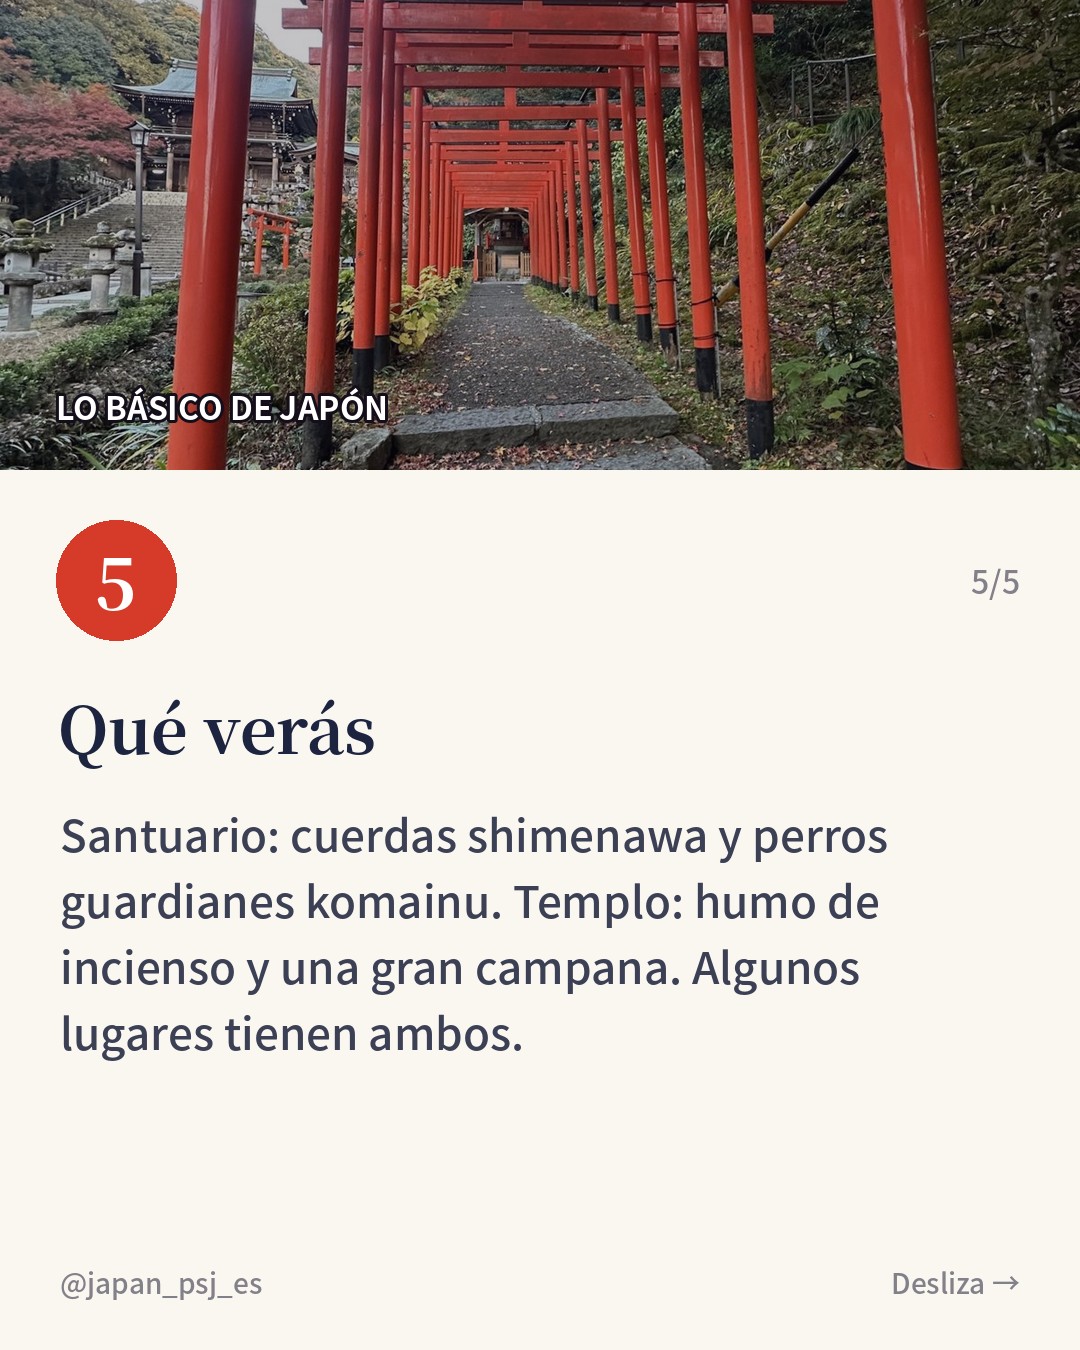 LO BÁSICO DE JAPÓN
5
5/5
Qué verás
Santuario: cuerdas shimenawa y perros
guardianes komainu. Templo: humo de
incienso y una gran campana. Algunos
lugares tienen ambos.
@japan_psj_es
Desliza →